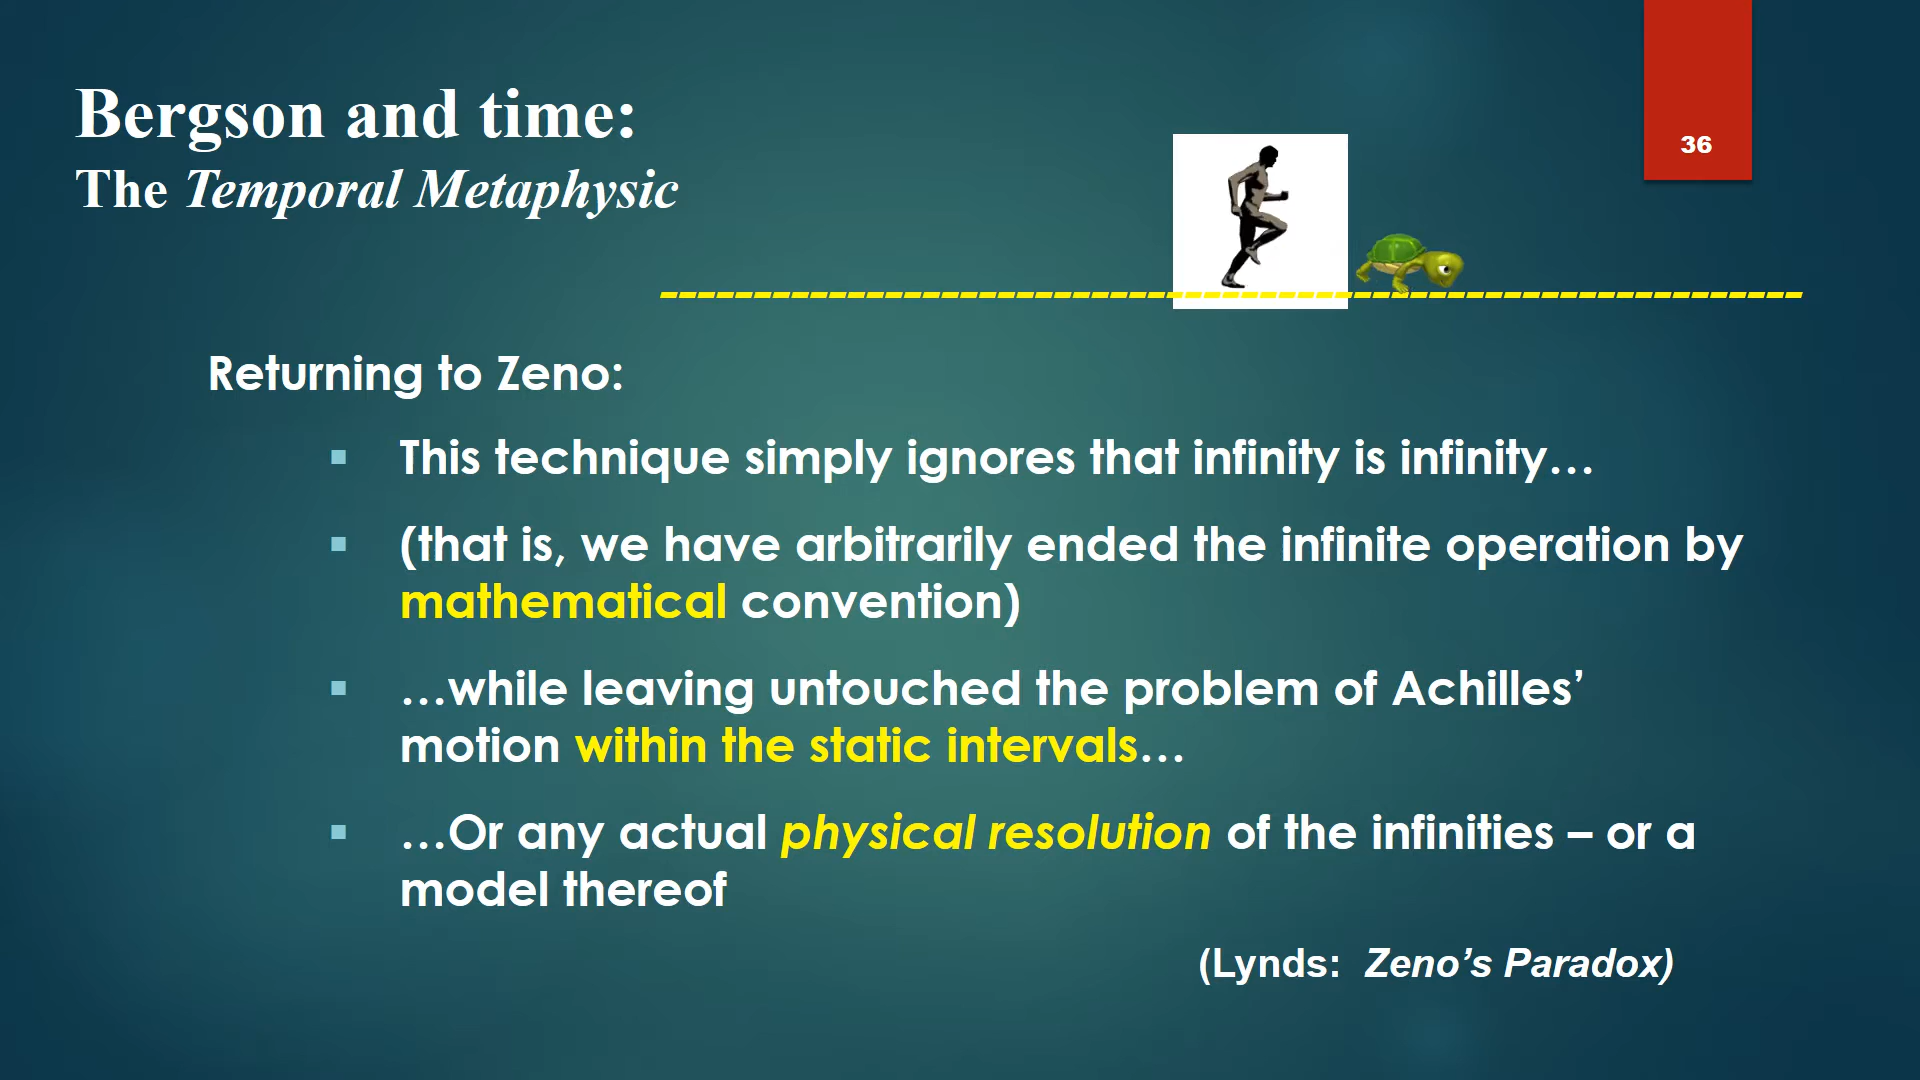 Bergson and time:
The Temporal Metaphysic
36
Returning to Zeno:
▪ This technique simply ignores that infinity is infinity…
▪ (that is, we have arbitrarily ended the infinite operation by
mathematical convention)
▪ …while leaving untouched the problem of Achilles’
motion within the static intervals…
▪ …Or any actual physical resolution of the infinities – or a
model thereof
(Lynds: Zeno’s Paradox)